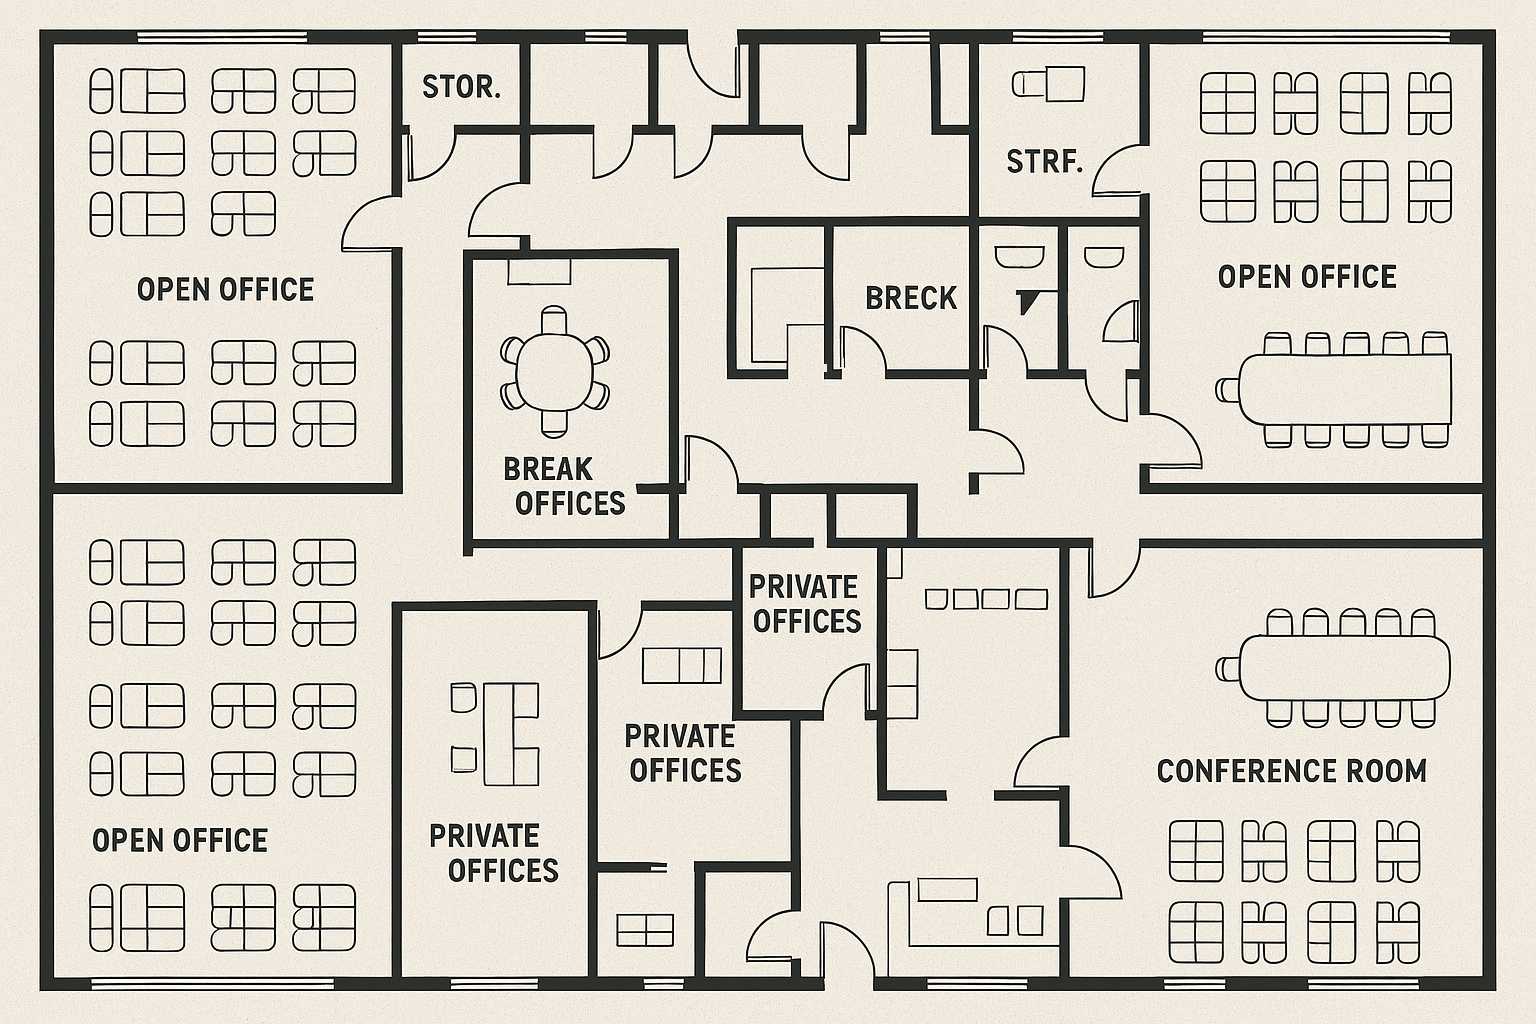 STOR.
STRF.
OPEN OFFICE
OPEN OFFICE
BRECK
BREAK
OFFICES
PRIVATE
OFFICES
PRIVATE
OFFICES
CONFERENCE ROOM
OPEN OFFICE
PRIVATE
OFFICES